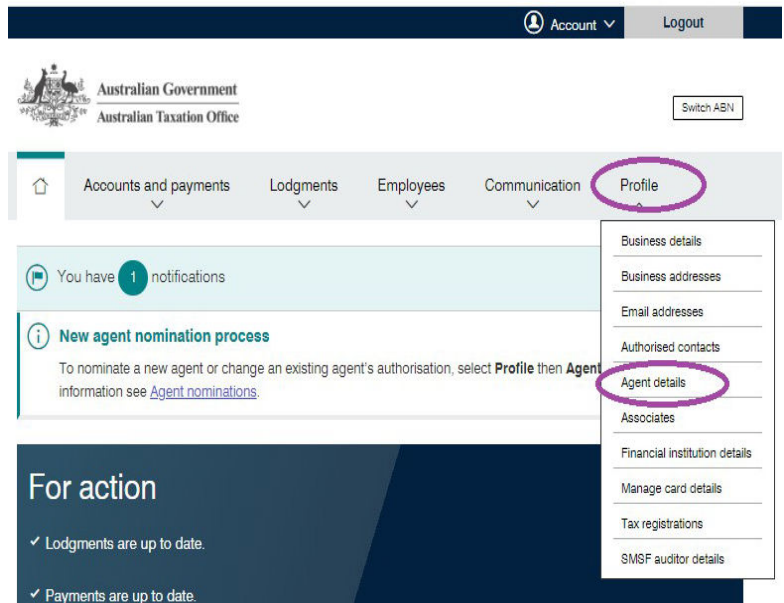 Account
Logout
Australian Government
Australian Taxation Office
Switch ABN
Accounts and payments
Lodgments
Employees
Communication
Profile
Business details
Business addresses
Email addresses
Authorised contacts
Agent details
Associates
Financial institution details
Manage card details
Tax registrations
SMSF auditor details
You have 1 notifications
New agent nomination process
To nominate a new agent or change an existing agent's authorisation, select Profile then Agent
information see Agent nominations.
For action
✓ Lodgments are up to date.
✓ Payments are up to date.